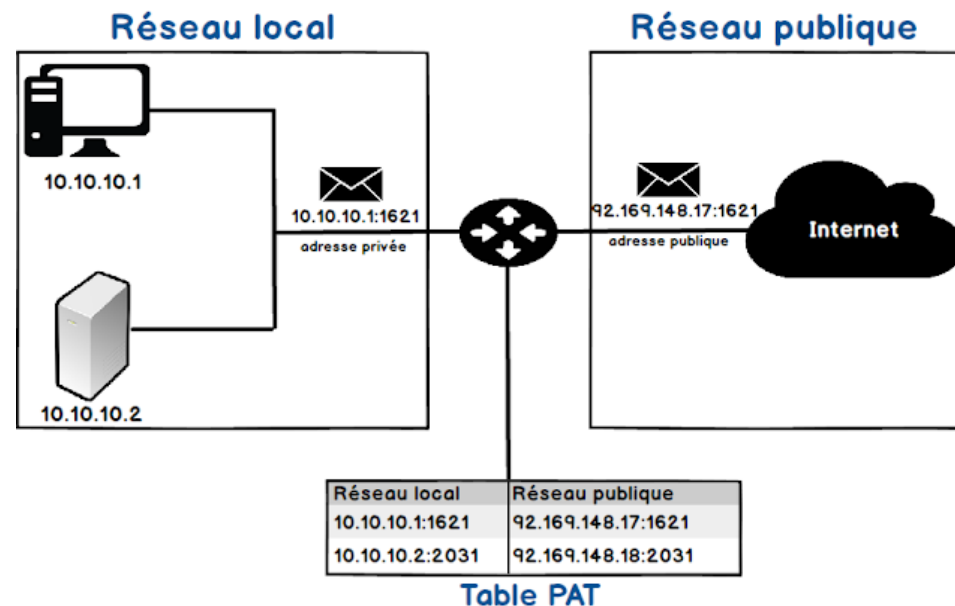 Réseau local
Réseau publique
10.10.10.1
10.10.10.1:1621
adresse privée
92.169.148.17:1621
adresse publique
Internet
10.10.10.2
Réseau local Réseau publique
10.10.10.1:1621 92.169.148.17:1621
10.10.10.2:2031 92.169.148.18:2031
Table PAT